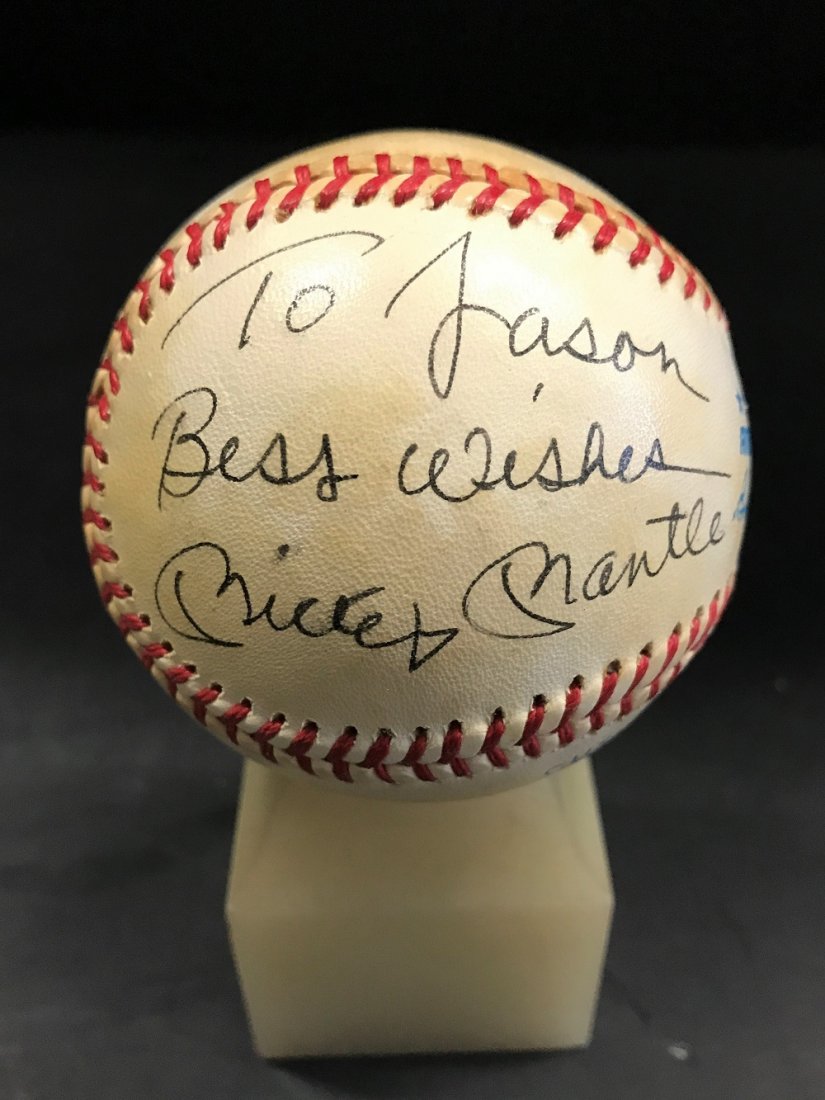 To Jason
Best Wishes
Mickey Mantle